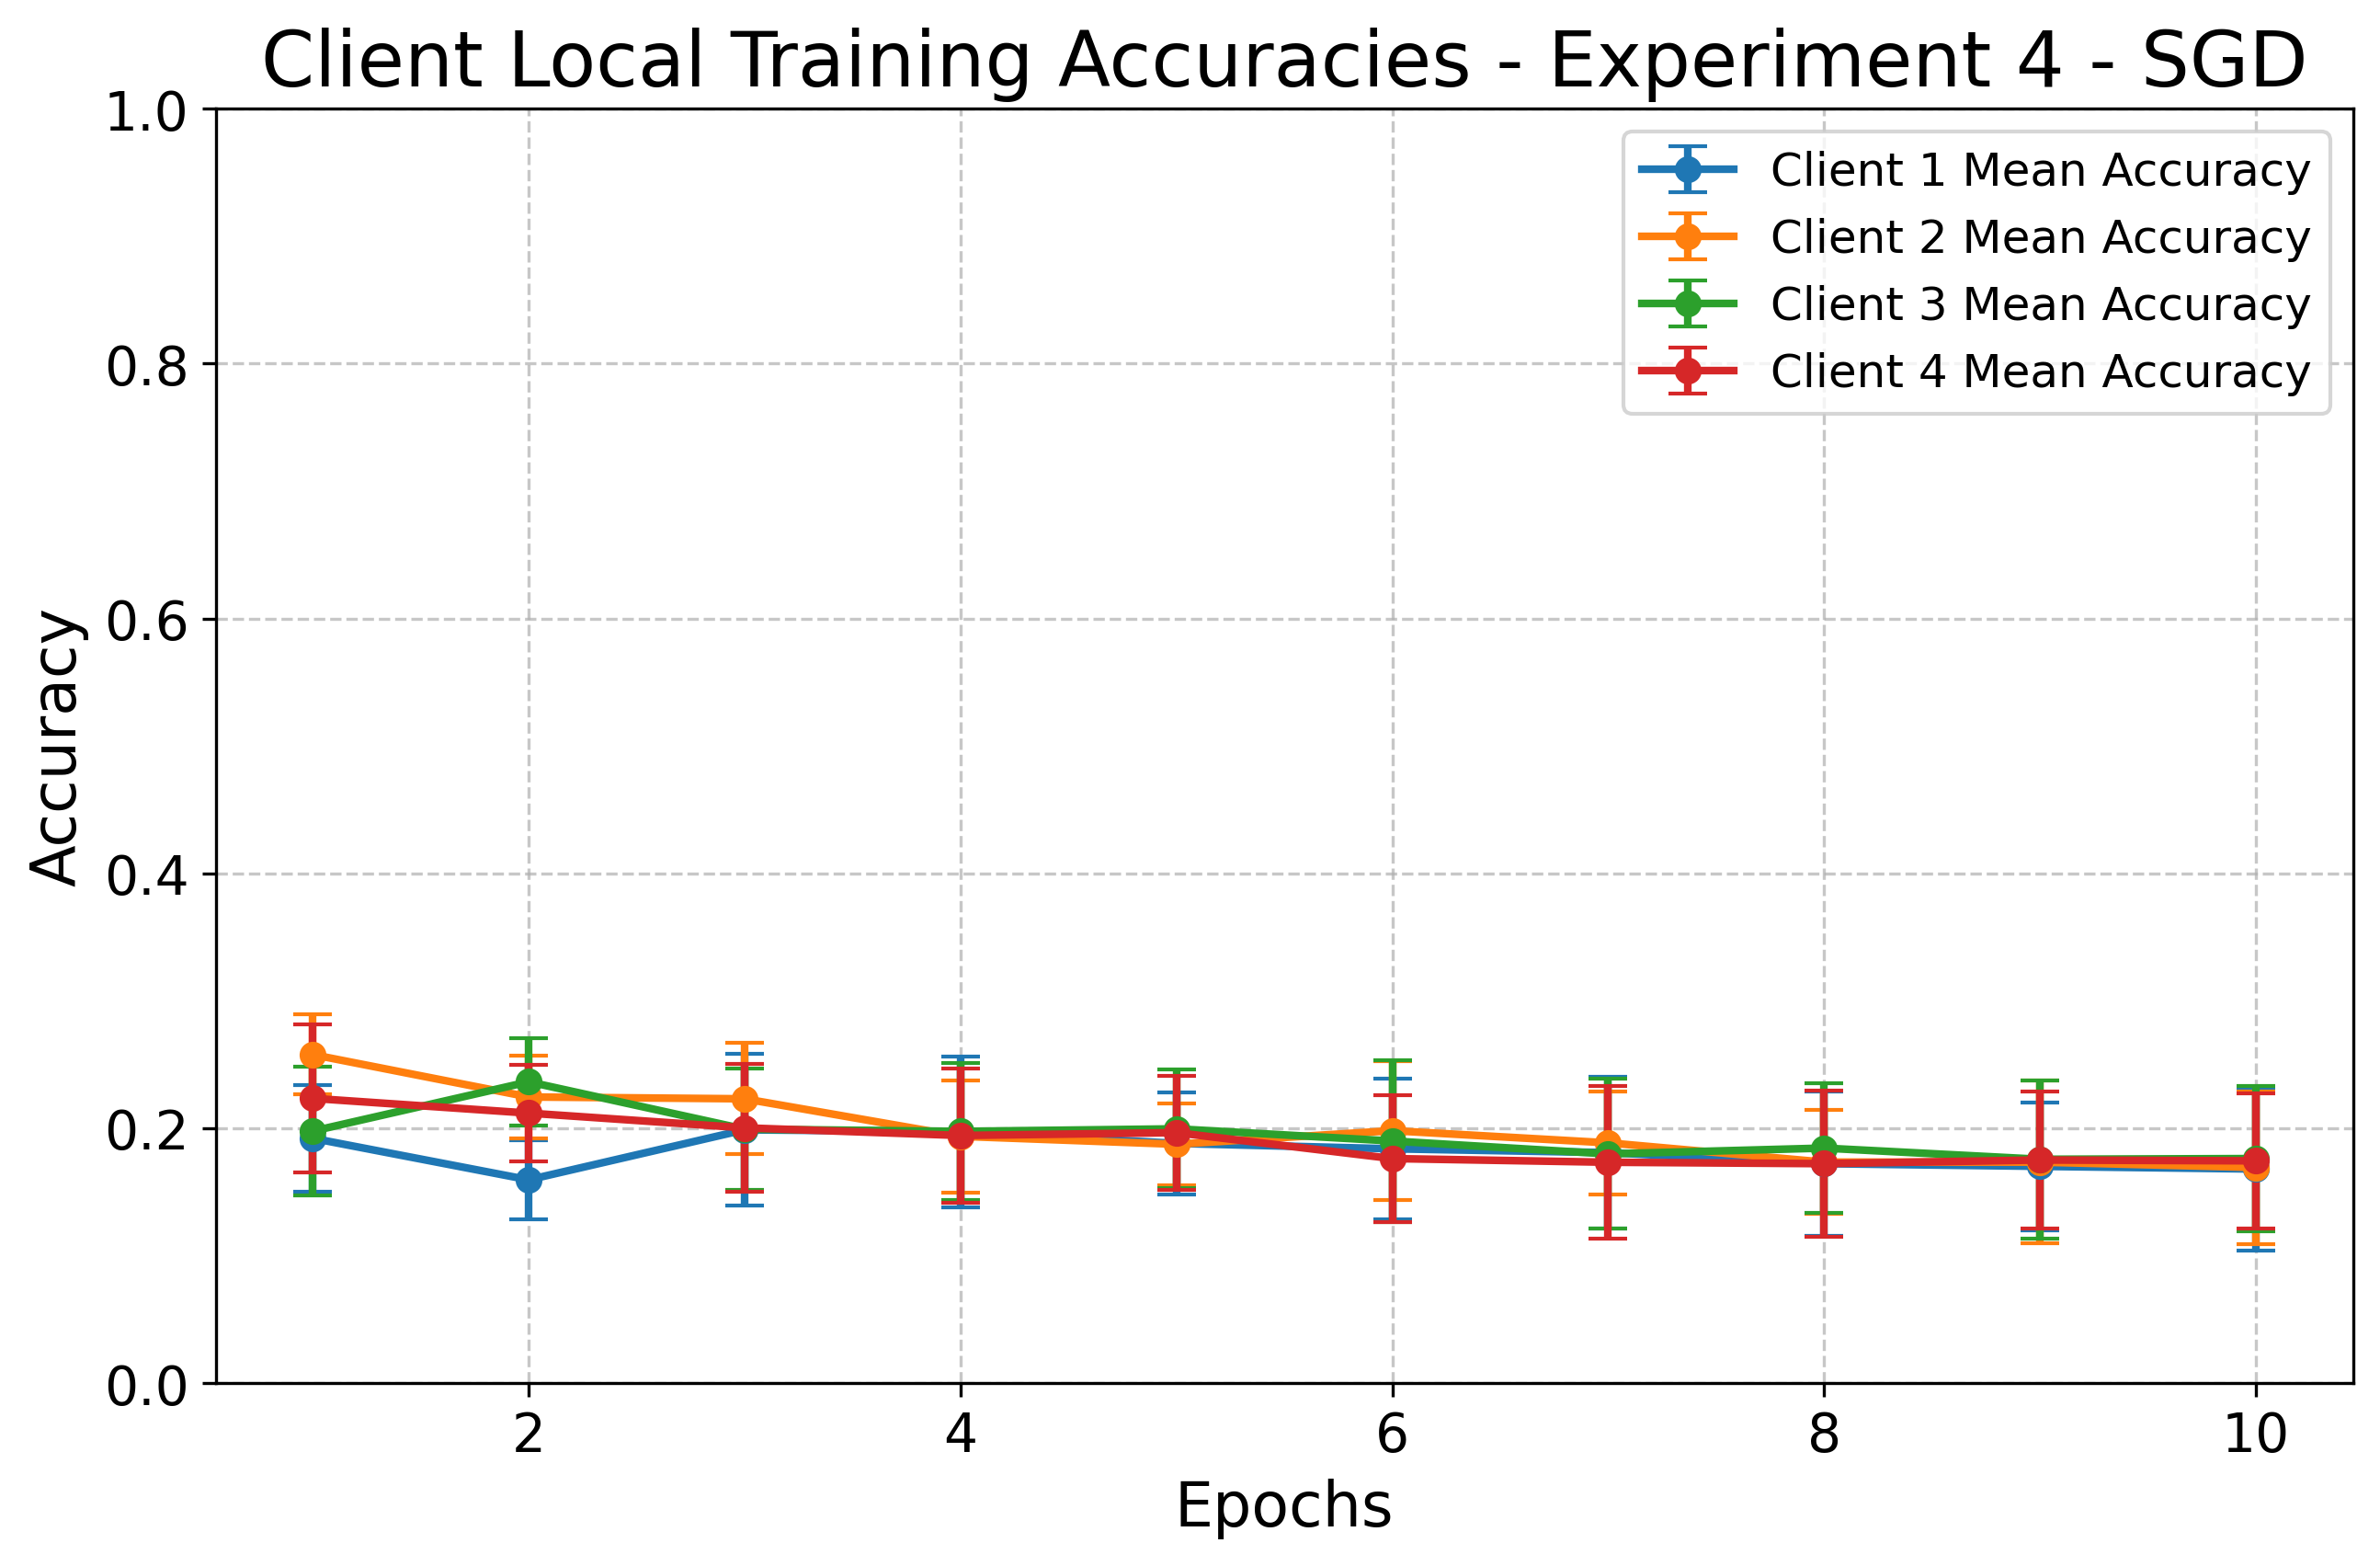 Client Local Training Accuracies - Experiment 4 - SGD
1.0
0.8
0.6
0.4
0.2
0.0
Accuracy
Client 1 Mean Accuracy
Client 2 Mean Accuracy
Client 3 Mean Accuracy
Client 4 Mean Accuracy
2 4 6 8 10
Epochs